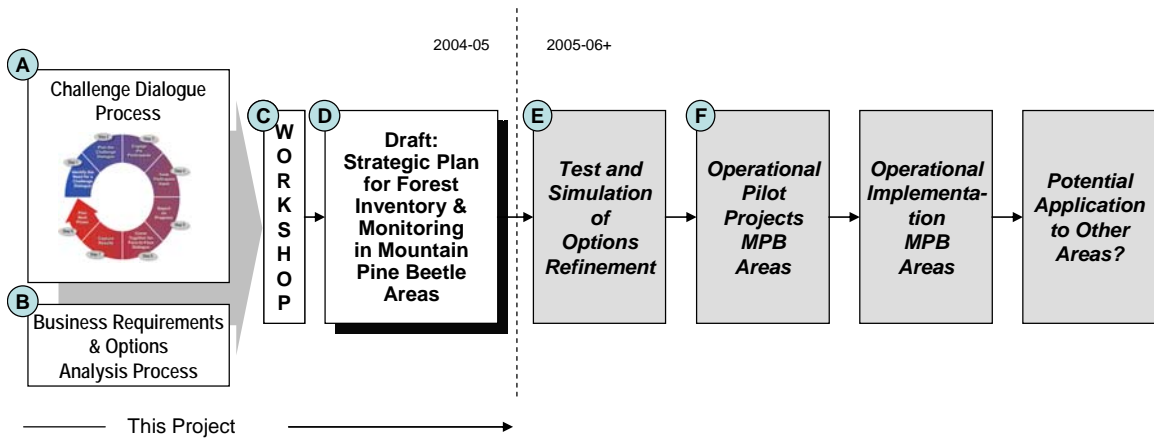 2004-05
2005-06+
A
Challenge Dialogue
Process
B
Business Requirements
& Options
Analysis Process
C
W
O
R
K
S
H
O
P
D
Draft:
Strategic Plan
for Forest
Inventory &
Monitoring
in Mountain
Pine Beetle
Areas
E
Test and
Simulation
of
Options
Refinement
F
Operational
Pilot
Projects
MPB
Areas
Operational
Implementa-
tion
MPB
Areas
Potential
Application
to Other
Areas?
This Project